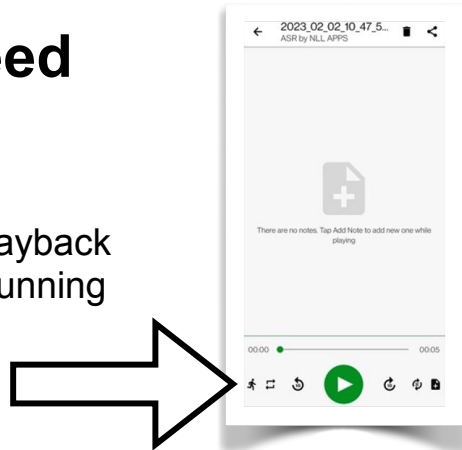 eed
ayback
unning
2023_02_02_10_47_5...
ASR by NLL APPS
There are no notes. Tap Add Note to add new one while
playing
00:00
00:05